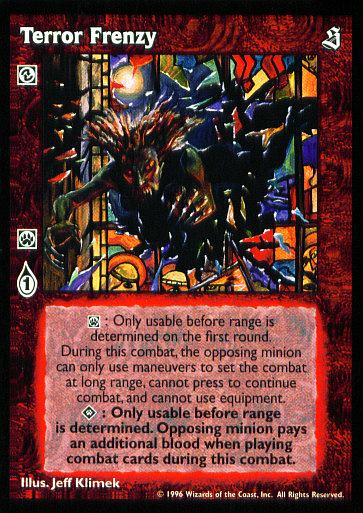 Terror Frenzy
1
: Only usable before range is
determined on the first round.
During this combat, the opposing minion
can only use maneuvers to set the combat
at long range, cannot press to continue
combat, and cannot use equipment.
: Only usable before range
is determined. Opposing minion pays
an additional blood when playing
combat cards during this combat.
Illus. Jeff Klimek
© 1996 Wizards of the Coast, Inc. All Rights Reserved.